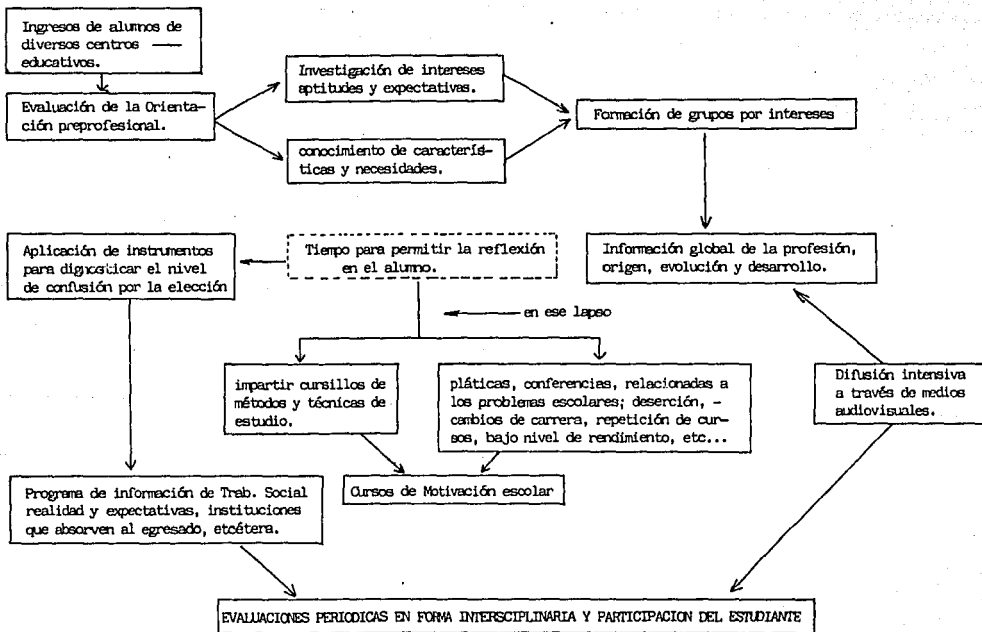 Ingresos de alumnos de
diversos centros —
educativos.
Evaluación de la Orienta-
ción preprofesional.
Investigación de intereses
aptitudes y expectativas.
conocimiento de caracterís-
ticas y necesidades.
Formación de grupos por intereses
Aplicación de instrumentos
para dignosticar el nivel
de confusión por la elección
Tiempo para permitir la reflexión
en el alumno.
Información global de la profesión,
origen, evolución y desarrollo.
en ese lapso
impartir cursillos de
métodos y técnicas de
estudio.
pláticas, conferencias, relacionadas a
los problemas escolares; deserción, -
cambios de carrera, repetición de cur-
sos, bajo nivel de rendimiento, etc...
Difusión intensiva
a través de medios
audiovisuales.
Programa de información de Trab. Social
realidad y expectativas, instituciones
que absorven al egresado, etcétera.
Cursos de Motivación escolar
EVALUACIONES PERIODICAS EN FORMA INTERSCIPLINARIA Y PARTICIPACION DEL ESTUDIANTE